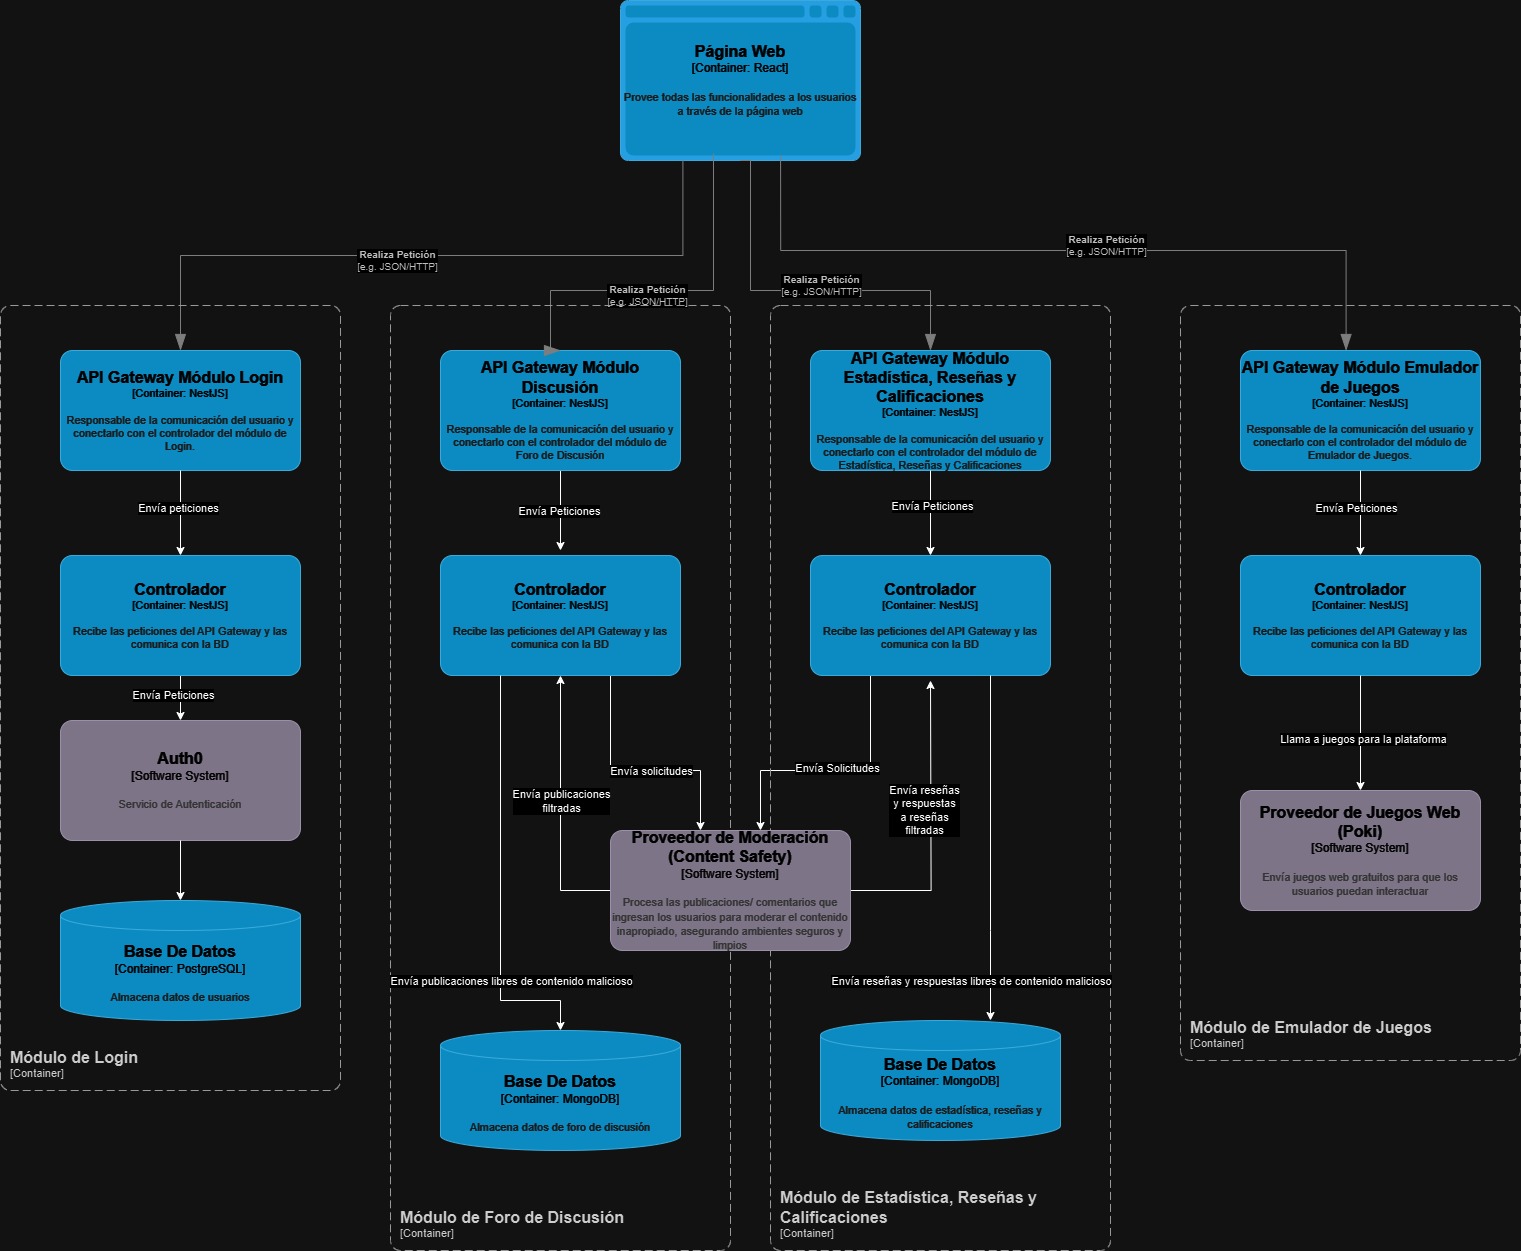 Página Web
[Container: React]
Provee todas las funcionalidades a los usuarios
a través de la página web
Realiza Petición
[e.g. JSON/HTTP]
Realiza Petición
[e.g. JSON/HTTP]
Realiza Petición
[e.g. JSON/HTTP]
Realiza Petición
[e.g. JSON/HTTP]
API Gateway Módulo Login
[Container: NestJS]
Responsable de la comunicación del usuario y
conectarlo con el controlador del módulo de
Login.
Envía peticiones
Controlador
[Container: NestJS]
Recibe las peticiones del API Gateway y las
comunica con la BD
Envía Peticiones
Auth0
[Software System]
Servicio de Autenticación
Base De Datos
[Container: PostgreSQL]
Almacena datos de usuarios
Módulo de Login
[Container]
API Gateway Módulo
Discusión
[Container: NestJS]
Responsable de la comunicación del usuario y
conectarlo con el controlador del módulo de
Foro de Discusión
Envía Peticiones
Controlador
[Container: NestJS]
Recibe las peticiones del API Gateway y las
comunica con la BD
Envía solicitudes
Envía publicaciones
filtradas
Proveedor de Moderación
(Content Safety)
[Software System]
Procesa las publicaciones/ comentarios que
ingresan los usuarios para moderar el contenido
inapropiado, asegurando ambientes seguros y
limpios
Envía publicaciones libres de contenido malicioso
Base De Datos
[Container: MongoDB]
Almacena datos de foro de discusión
Módulo de Foro de Discusión
[Container]
API Gateway Módulo
Estadística, Reseñas y
Calificaciones
[Container: NestJS]
Responsable de la comunicación del usuario y
conectarlo con el controlador del módulo de
Estadística, Reseñas y Calificaciones
Envía Peticiones
Controlador
[Container: NestJS]
Recibe las peticiones del API Gateway y las
comunica con la BD
Envía Solicitudes
Envía reseñas
y respuestas
a reseñas
filtradas
Envía reseñas y respuestas libres de contenido malicioso
Base De Datos
[Container: MongoDB]
Almacena datos de estadística, reseñas y
calificaciones
Módulo de Estadística, Reseñas y
Calificaciones
[Container]
API Gateway Módulo Emulador
de Juegos
[Container: NestJS]
Responsable de la comunicación del usuario y
conectarlo con el controlador del módulo de
Emulador de Juegos.
Envía Peticiones
Controlador
[Container: NestJS]
Recibe las peticiones del API Gateway y las
comunica con la BD
Llama a juegos para la plataforma
Proveedor de Juegos Web
(Poki)
[Software System]
Envía juegos web gratuitos para que los
usuarios puedan interactuar
Módulo de Emulador de Juegos
[Container]